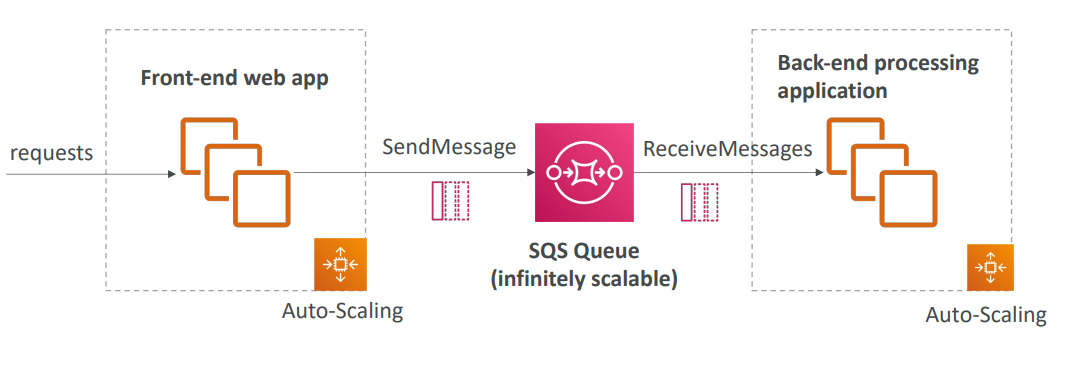 Front-end web app
requests
Auto-Scaling
SendMessage
SQS Queue
(infinitely scalable)
ReceiveMessages
Back-end processing
application
Auto-Scaling